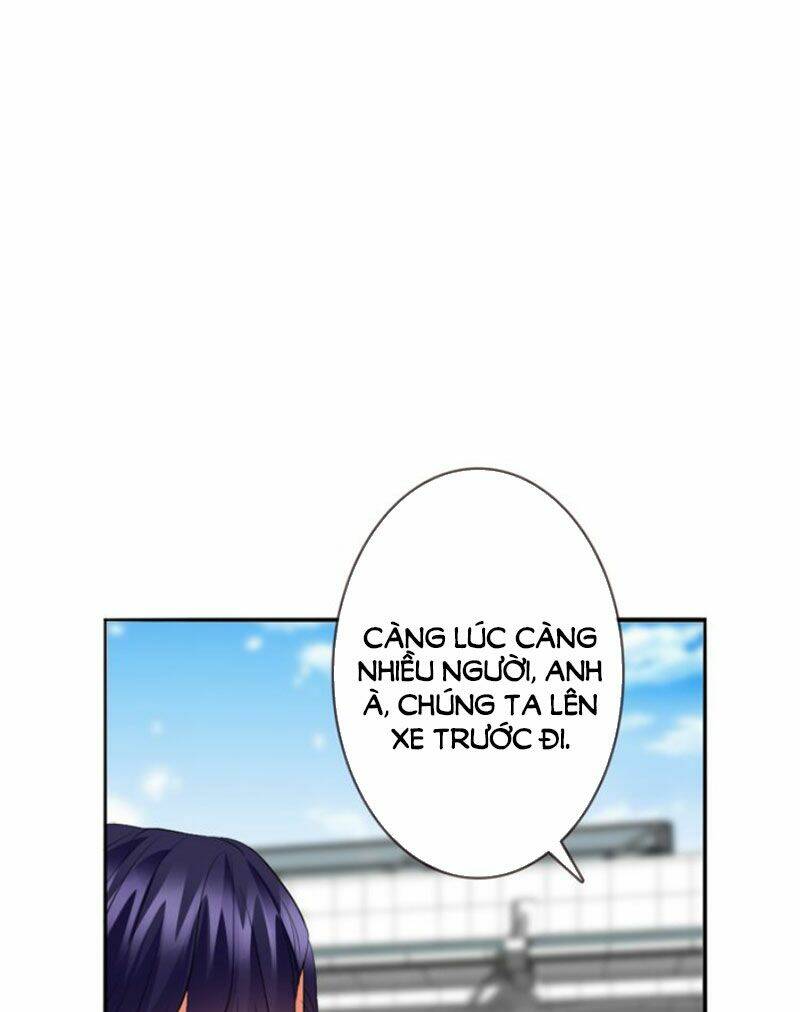 CÀNG LÚC CÀNG
NHIỀU NGƯỜI, ANH
À, CHÚNG TA LÊN
XE TRƯỚC ĐI.